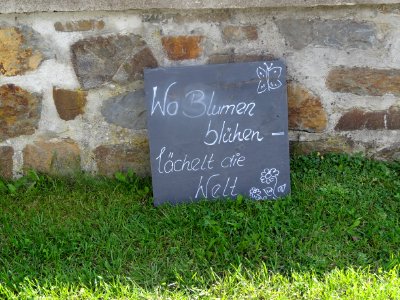 Wo Blumen
blühen –
lächelt die
Welt